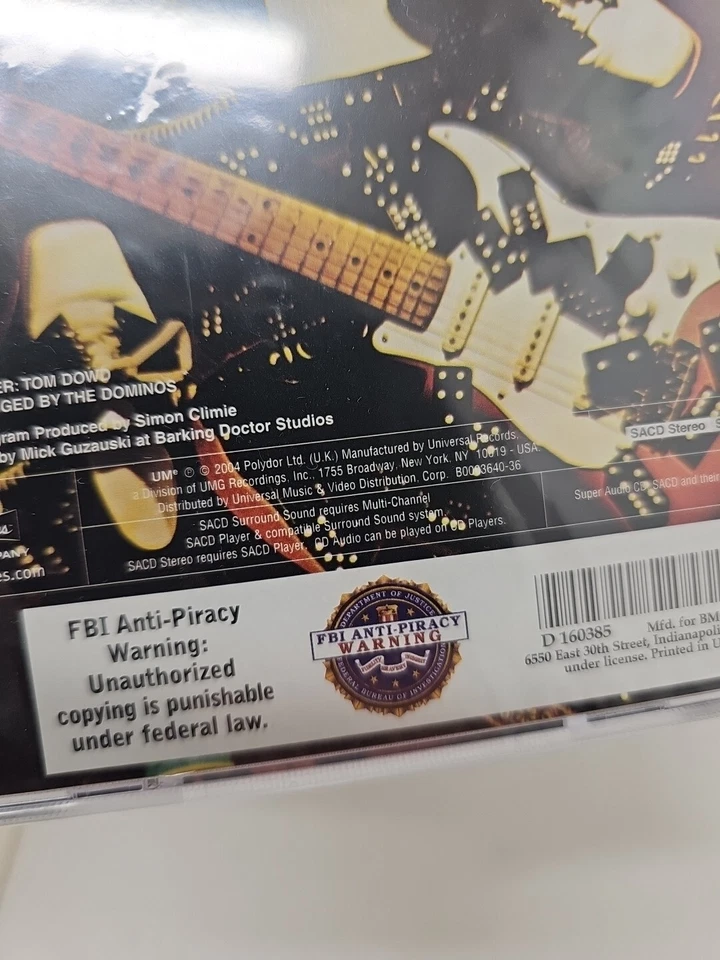 ER: TOM DOWD
GED BY THE DOMINOS
gram Produced by Simon Climie
by Mick Guzauski at Barking Doctor Studios
UMe ℗ © 2004 Polydor Ltd. (U.K.) Manufactured by Universal Records,
a Division of UMG Recordings, Inc., 1755 Broadway, New York, NY 10019 - USA.
Distributed by Universal Music & Video Distribution, Corp. B0003640-36
SACD Surround Sound requires Multi-Channel
SACD Player & compatible Surround Sound system.
SACD Stereo requires SACD Player. CD Audio can be played on CD Players.
SACD Stereo S
Super Audio CD, SACD and their
PANY
es.com
FBI Anti-Piracy
Warning:
Unauthorized
copying is punishable
under federal law.
DEPARTMENT OF JUSTICE
FBI ANTI-PIRACY
WARNING
FIDELITY BRAVERY INTEGRITY
FEDERAL BUREAU OF INVESTIGATION
D 160385 Mfd. for BM
6550 East 30th Street, Indianapoli
under license. Printed in U